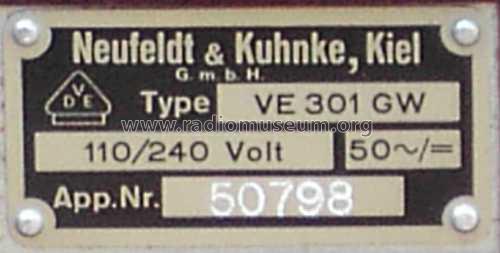 Neufeldt & Kuhnke, Kiel
G.m.b.H.
VDE
Type VE 301 GW
www.radiomuseum.org
110/240 Volt 50~/=
App.Nr. 50798